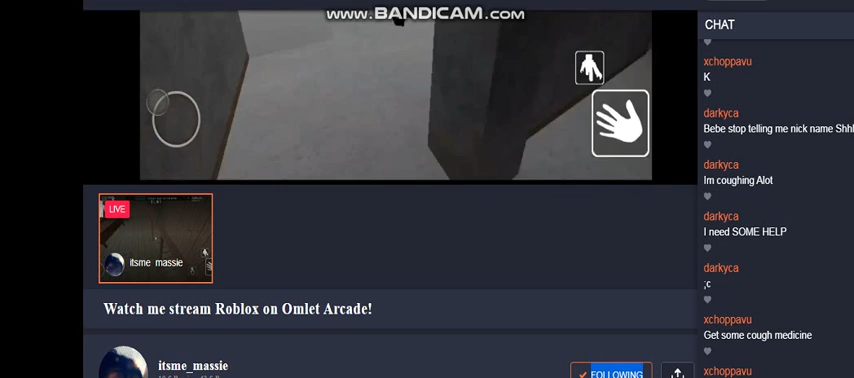 www.BANDICAM.com
CHAT
xchoppavu
K
darkyca
Bebe stop telling me nick name Shhh
darkyca
Im coughing Alot
darkyca
I need SOME HELP
darkyca
;c
xchoppavu
Get some cough medicine
xchoppavu
LIVE
itsme massie
Watch me stream Roblox on Omlet Arcade!
itsme_massie
FOLLOWING